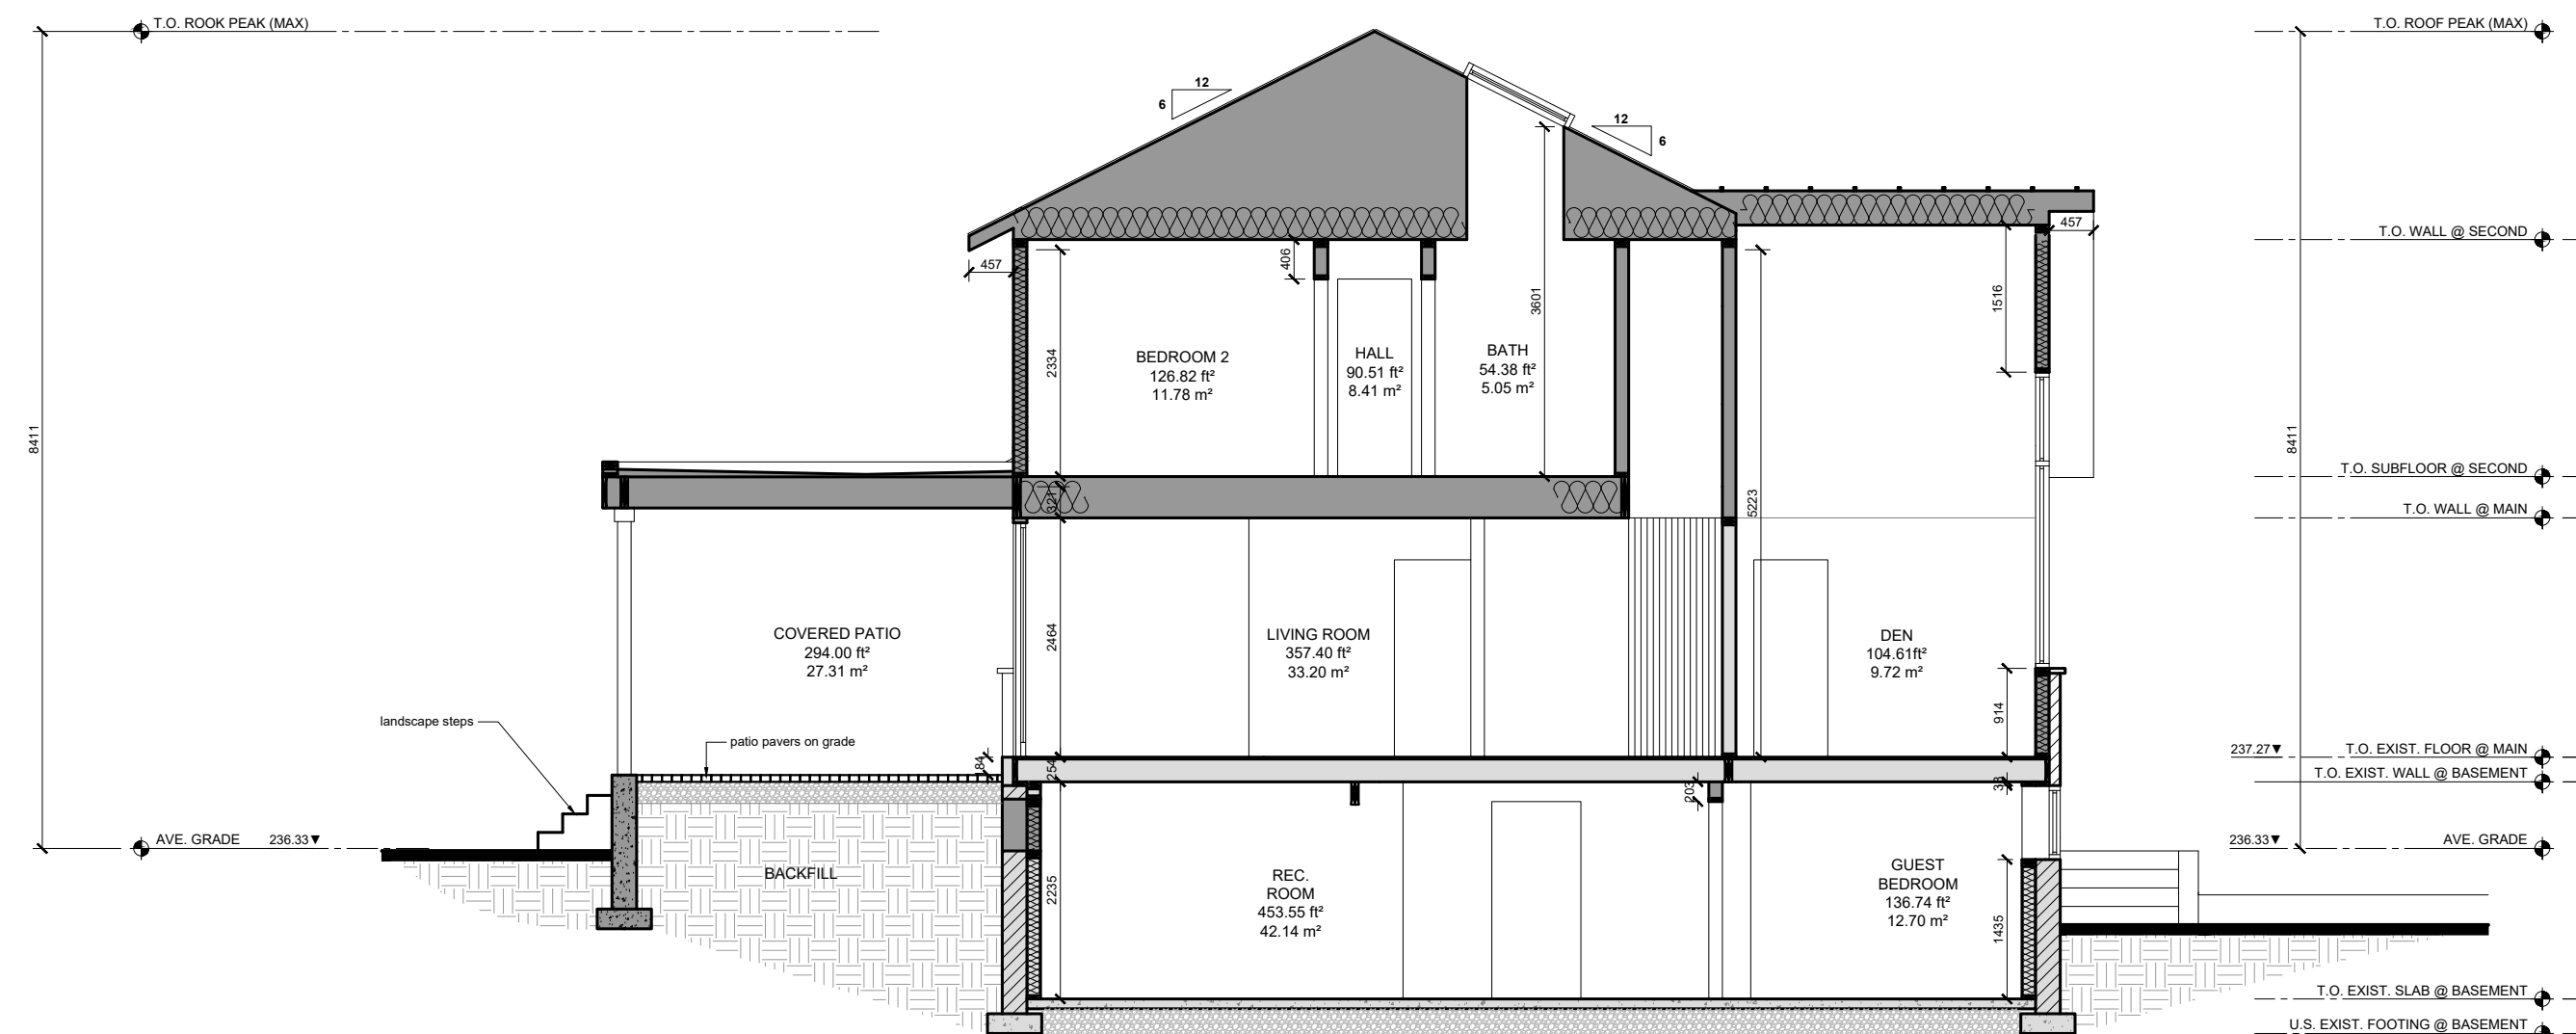 T.O. ROOK PEAK (MAX)
T.O. ROOF PEAK (MAX)
12
6
12
6
457
457
T.O. WALL @ SECOND
406
3601
1516
2334
BEDROOM 2
126.82 ft²
11.78 m²
HALL
90.51 ft²
8.41 m²
BATH
54.38 ft²
5.05 m²
8411
8411
T.O. SUBFLOOR @ SECOND
321
5223
T.O. WALL @ MAIN
COVERED PATIO
294.00 ft²
27.31 m²
2464
LIVING ROOM
357.40 ft²
33.20 m²
DEN
104.61ft²
9.72 m²
914
landscape steps
patio pavers on grade
184
254
237.27▼
T.O. EXIST. FLOOR @ MAIN
T.O. EXIST. WALL @ BASEMENT
203
38
AVE. GRADE 236.33▼
236.33▼
AVE. GRADE
BACKFILL
2235
REC.
ROOM
453.55 ft²
42.14 m²
GUEST
BEDROOM
136.74 ft²
12.70 m²
1435
T.O. EXIST. SLAB @ BASEMENT
U.S. EXIST. FOOTING @ BASEMENT